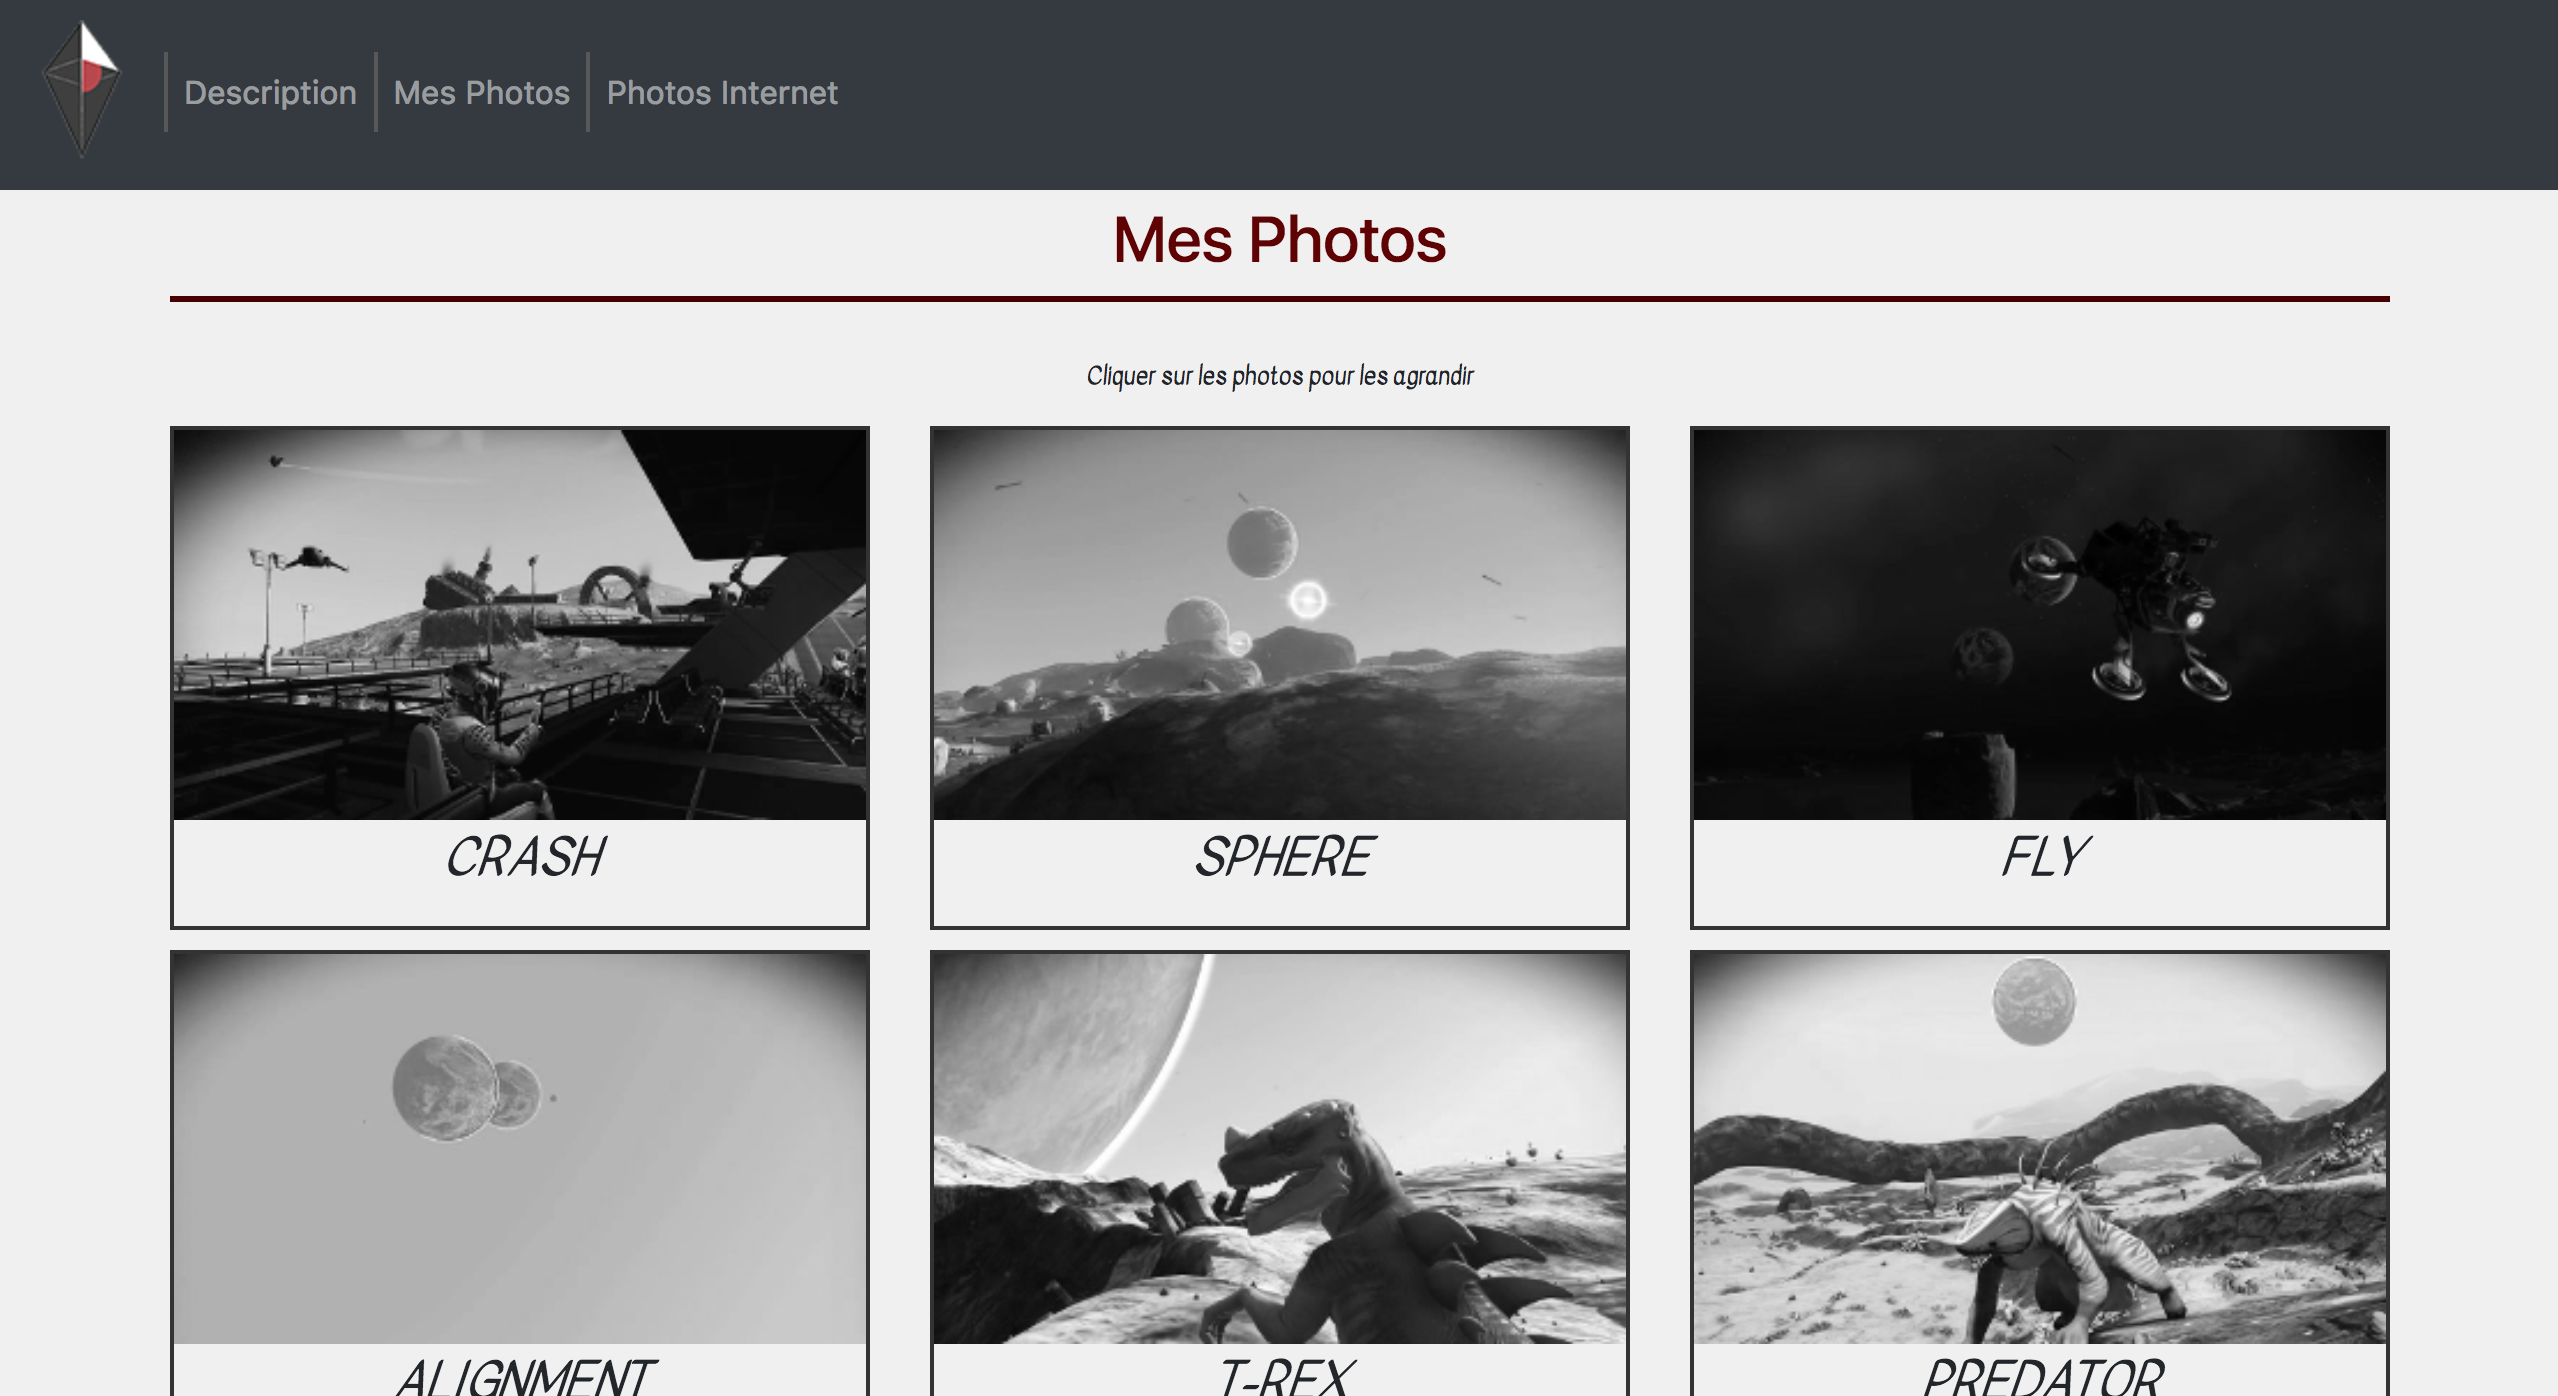 Description
Mes Photos
Photos Internet
Mes Photos
Cliquer sur les photos pour les agrandir
CRASH
SPHERE
FLY
ALIGNMENT
T-REX
PREDATOR